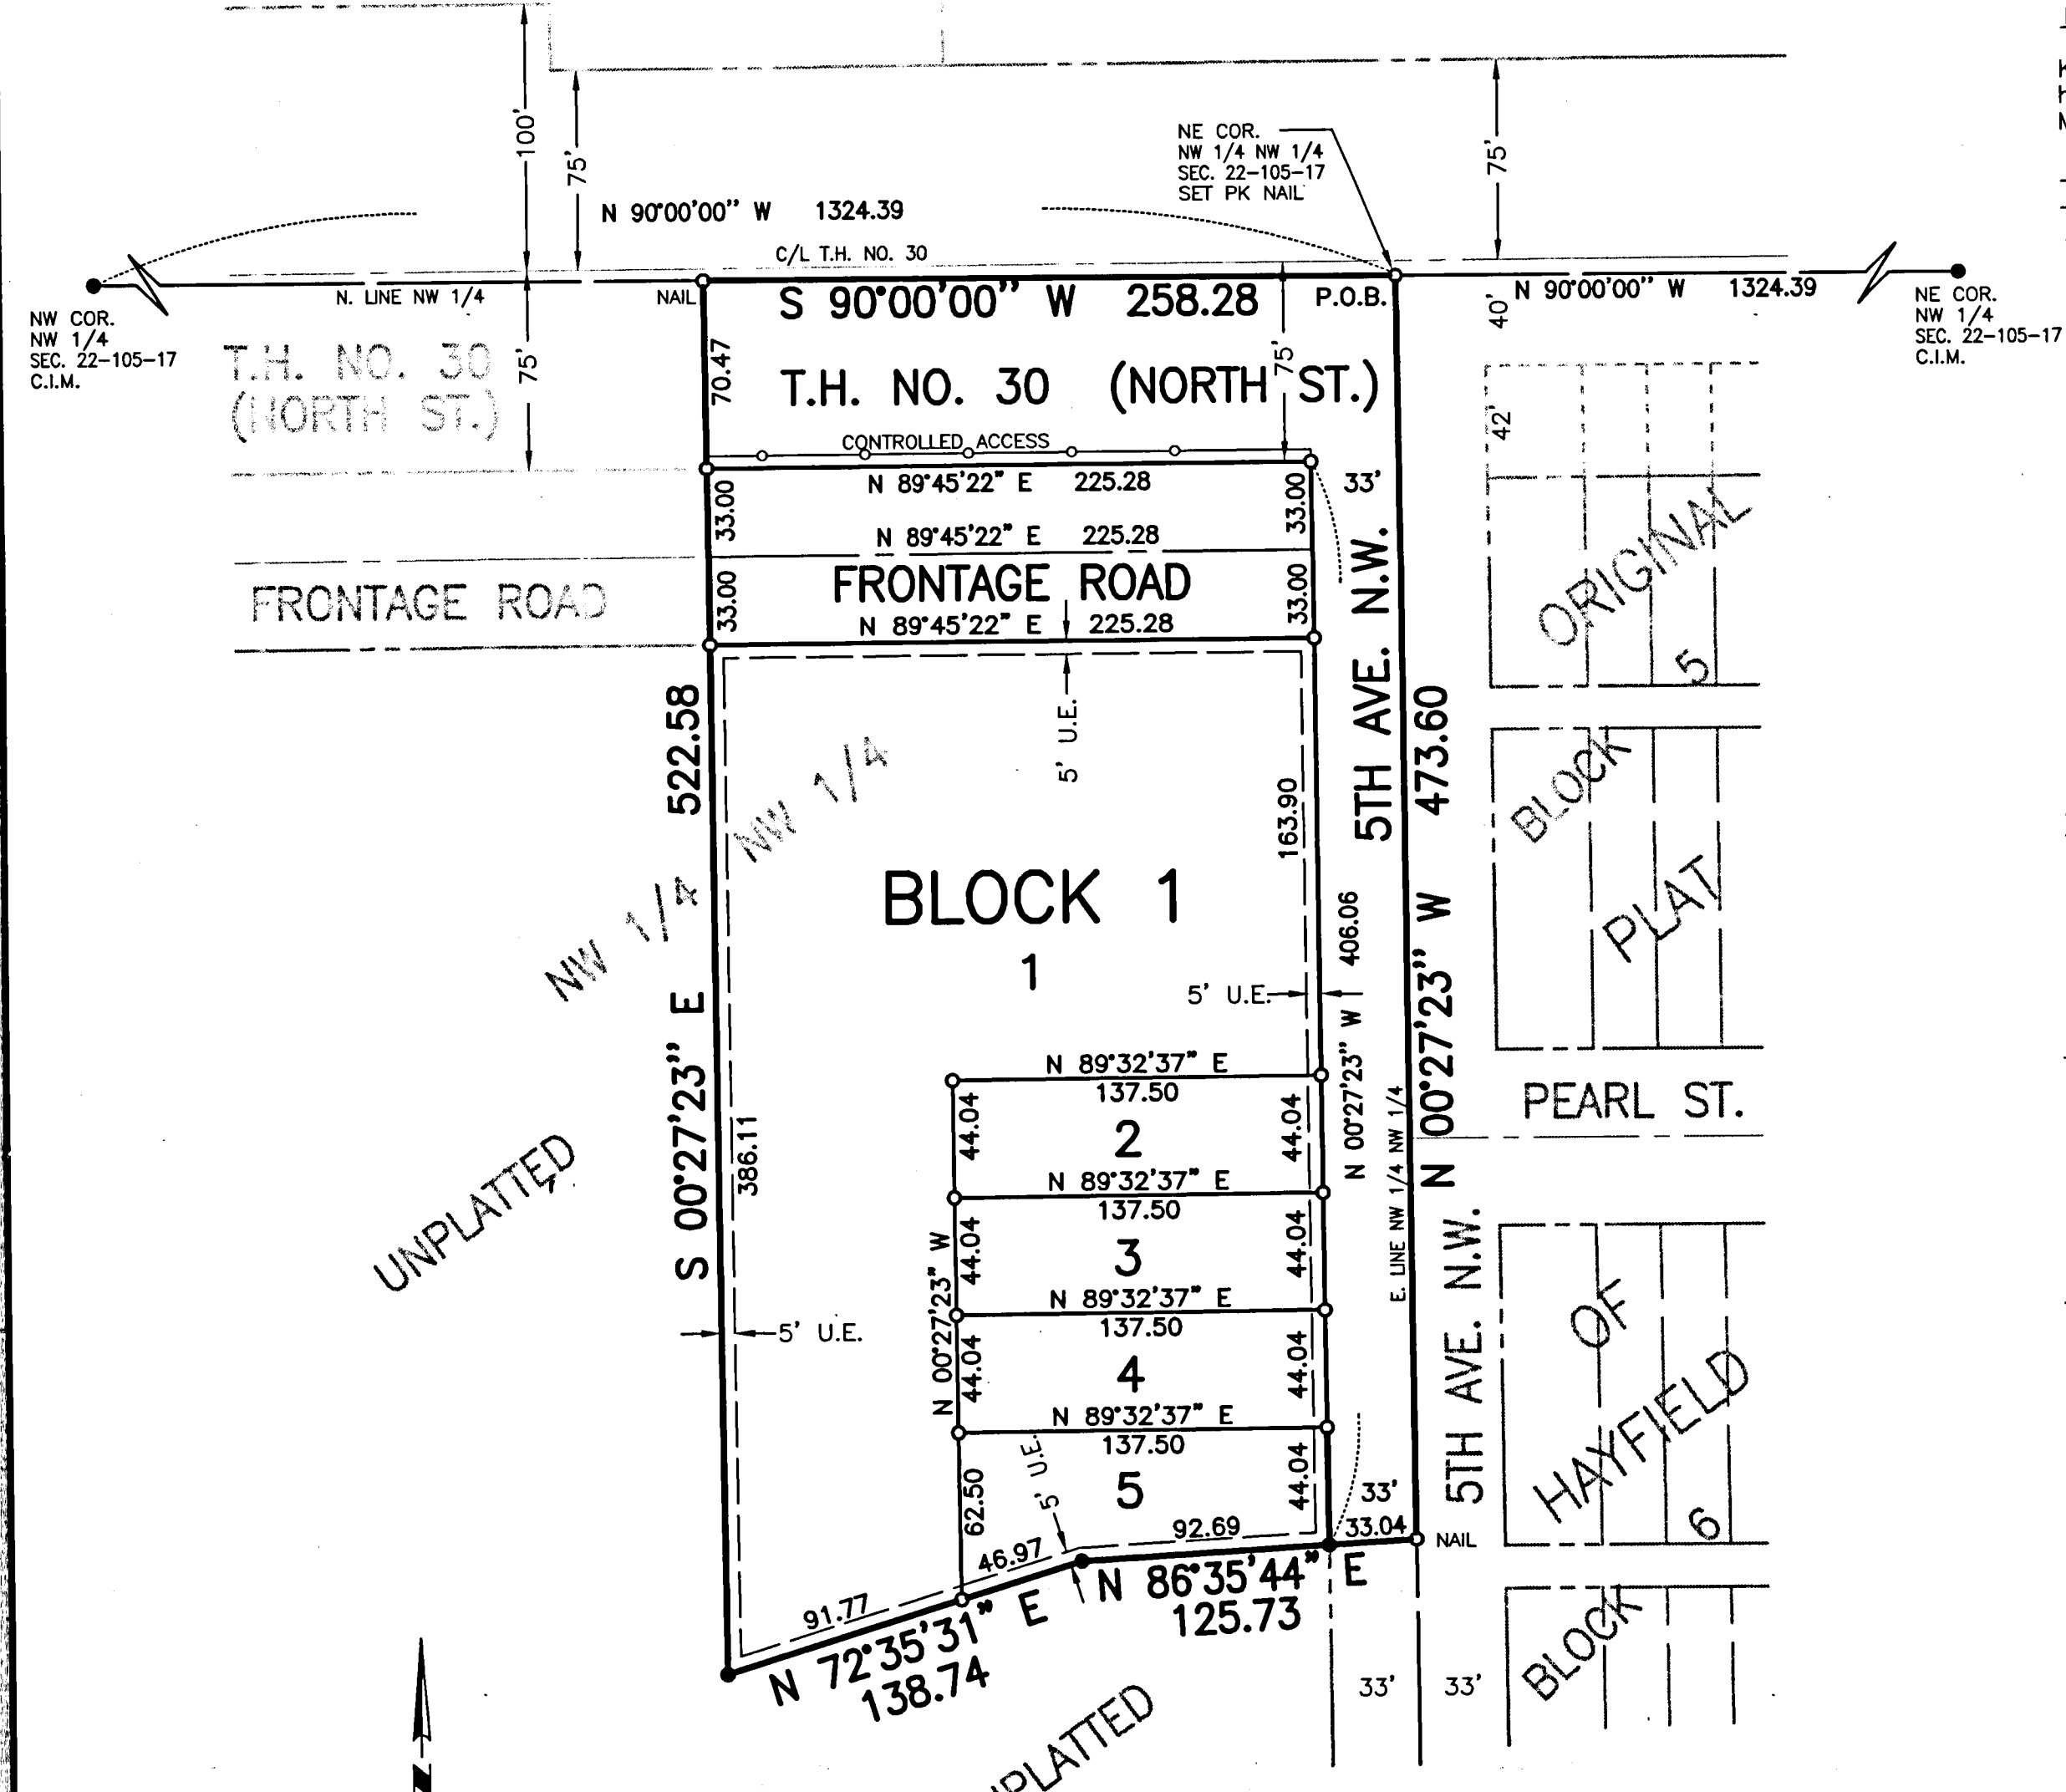 100'
75'
75'
NE COR.
NW 1/4 NW 1/4
SEC. 22-105-17
SET PK NAIL
N 90°00'00" W 1324.39
C/L T.H. NO. 30
N. LINE NW 1/4
NAIL
S 90°00'00" W 258.28
P.O.B.
N 90°00'00" W 1324.39
NW COR.
NW 1/4
SEC. 22-105-17
C.I.M.
NE COR.
NW 1/4
SEC. 22-105-17
C.I.M.
40'
T.H. NO. 30
(NORTH ST.)
75'
70.47
T.H. NO. 30 (NORTH ST.)
75'
42'
CONTROLLED ACCESS
N 89°45'22" E 225.28
33.00
33.00
33'
N 89°45'22" E 225.28
FRONTAGE ROAD
FRONTAGE ROAD
33.00
33.00
N 89°45'22" E 225.28
5' U.E.
5TH AVE. N.W.
ORIGINAL
5
BLOCK
PLAT
S 00°27'23" E 522.58
NW 1/4 NW 1/4
163.90
N 00°27'23" W 473.60
BLOCK 1
1
N 00°27'23" W 406.06
5' U.E.
386.11
E. LINE NW 1/4 NW 1/4
PEARL ST.
N 89°32'37" E
137.50
44.04
2
44.04
N 89°32'37" E
137.50
44.04
3
44.04
UNPLATTED
N 00°27'23" W
N 89°32'37" E
137.50
5' U.E.
44.04
4
44.04
N 89°32'37" E
137.50
5' U.E.
62.50
5
44.04
5TH AVE. N.W.
OF
HAYFIELD
6
BLOCK
33'
33.04
NAIL
92.69
46.97
91.77
N 86°35'44" E
125.73
N 72°35'31" E
138.74
33'
33'